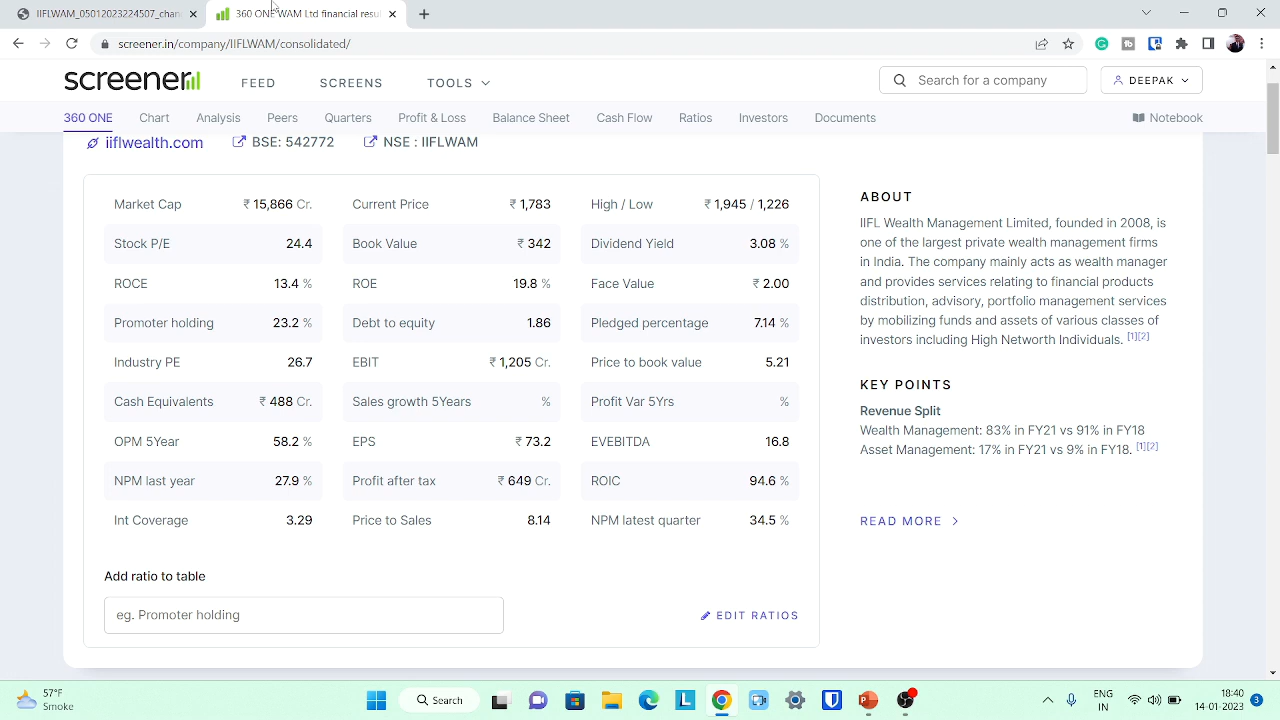 IIFLWAM_05012023224507_chan
360 ONE WAM Ltd financial resul
screener.in/company/IIFLWAM/consolidated/
screener
FEED
SCREENS
TOOLS
Search for a company
DEEPAK
360 ONE
Chart
Analysis
Peers
Quarters
Profit & Loss
Balance Sheet
Cash Flow
Ratios
Investors
Documents
Notebook
iiflwealth.com
BSE: 542772
NSE : IIFLWAM
Market Cap ₹ 15,866 Cr.
Current Price ₹ 1,783
High / Low ₹ 1,945 / 1,226
Stock P/E 24.4
Book Value ₹ 342
Dividend Yield 3.08 %
ROCE 13.4 %
ROE 19.8 %
Face Value ₹ 2.00
Promoter holding 23.2 %
Debt to equity 1.86
Pledged percentage 7.14 %
Industry PE 26.7
EBIT ₹ 1,205 Cr.
Price to book value 5.21
Cash Equivalents ₹ 488 Cr.
Sales growth 5Years %
Profit Var 5Yrs %
OPM 5Year 58.2 %
EPS ₹ 73.2
EVEBITDA 16.8
NPM last year 27.9 %
Profit after tax ₹ 649 Cr.
ROIC 94.6 %
Int Coverage 3.29
Price to Sales 8.14
NPM latest quarter 34.5 %
Add ratio to table
eg. Promoter holding
EDIT RATIOS
ABOUT
IIFL Wealth Management Limited, founded in 2008, is
one of the largest private wealth management firms
in India. The company mainly acts as wealth manager
and provides services relating to financial products
distribution, advisory, portfolio management services
by mobilizing funds and assets of various classes of
investors including High Networth Individuals. [1][2]
KEY POINTS
Revenue Split
Wealth Management: 83% in FY21 vs 91% in FY18
Asset Management: 17% in FY21 vs 9% in FY18. [1][2]
READ MORE
57°F
Smoke
Search
ENG
IN
18:40
14-01-2023
3